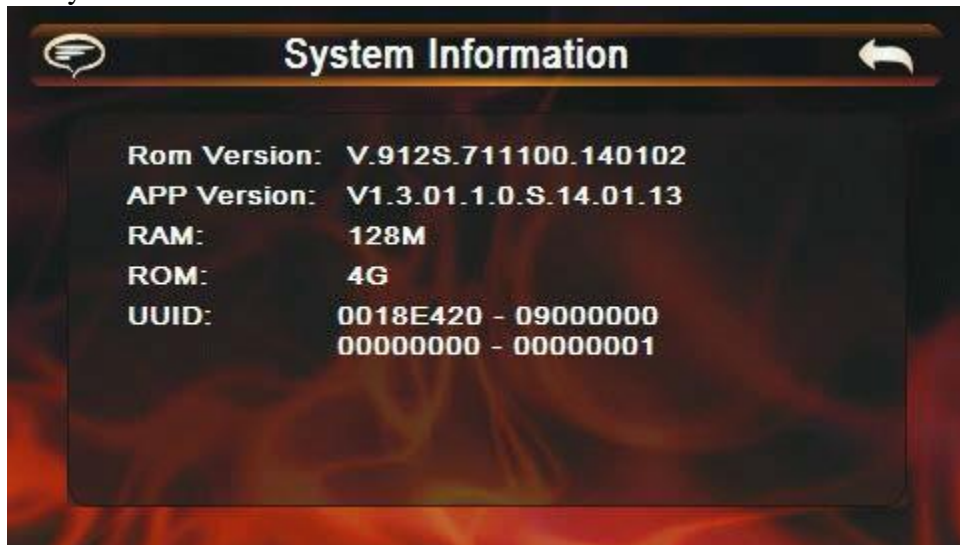 System Information
Rom Version: V.912S.711100.140102
APP Version: V1.3.01.1.0.S.14.01.13
RAM: 128M
ROM: 4G
UUID: 0018E420 - 09000000
00000000 - 00000001